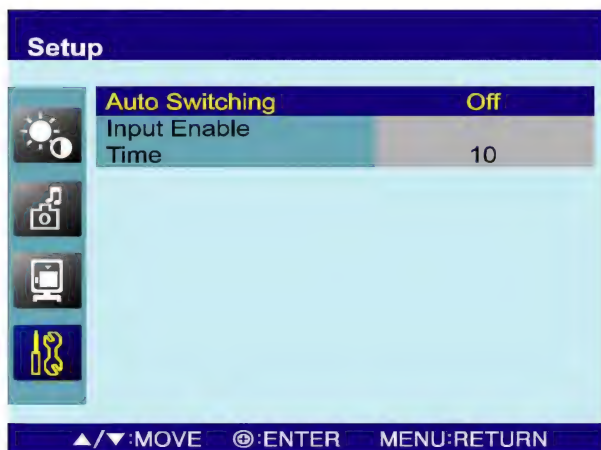 Setup
Auto Switching Off
Input Enable
Time 10
▲/▼:MOVE ⊕:ENTER MENU:RETURN